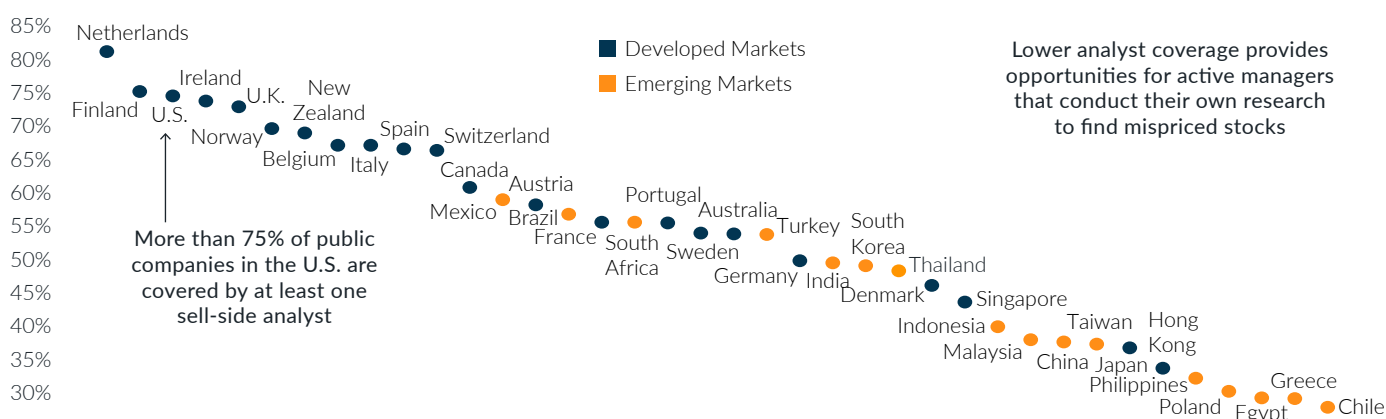 85%
80%
75%
70%
65%
60%
55%
50%
45%
40%
35%
30%
Developed Markets
Emerging Markets
Lower analyst coverage provides
opportunities for active managers
that conduct their own research
to find mispriced stocks
More than 75% of public
companies in the U.S. are
covered by at least one
sell-side analyst
Netherlands
Finland
U.S.
Ireland
U.K.
Norway
New
Zealand
Belgium
Italy
Spain
Switzerland
Canada
Mexico
Austria
Brazil
France
South
Africa
Portugal
Sweden
Australia
Turkey
Germany
India
South
Korea
Thailand
Denmark
Singapore
Indonesia
Malaysia
China
Taiwan
Japan
Hong
Kong
Philippines
Poland
Egypt
Greece
Chile